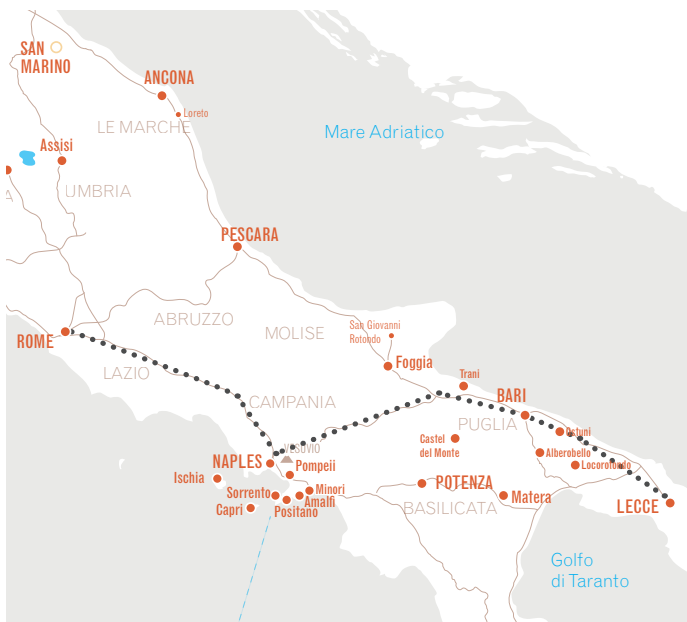 SAN
MARINO
ANCONA
Loreto
LE MARCHE
Mare Adriatico
Assisi
A
UMBRIA
PESCARA
ABRUZZO
MOLISE
San Giovanni
Rotondo
ROME
Foggia
LAZIO
Trani
CAMPANIA
BARI
PUGLIA
Ostuni
Castel
del Monte
VESUVIO
Alberobello
NAPLES
Pompeii
Locorotondo
Ischia
POTENZA
Sorrento
Minori
Amalfi
Matera
Capri
Positano
BASILICATA
LECCE
Golfo
di Taranto